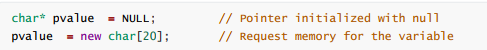 char* pvalue  = NULL;         // Pointer initialized with null
pvalue  = new char[20];       // Request memory for the variable